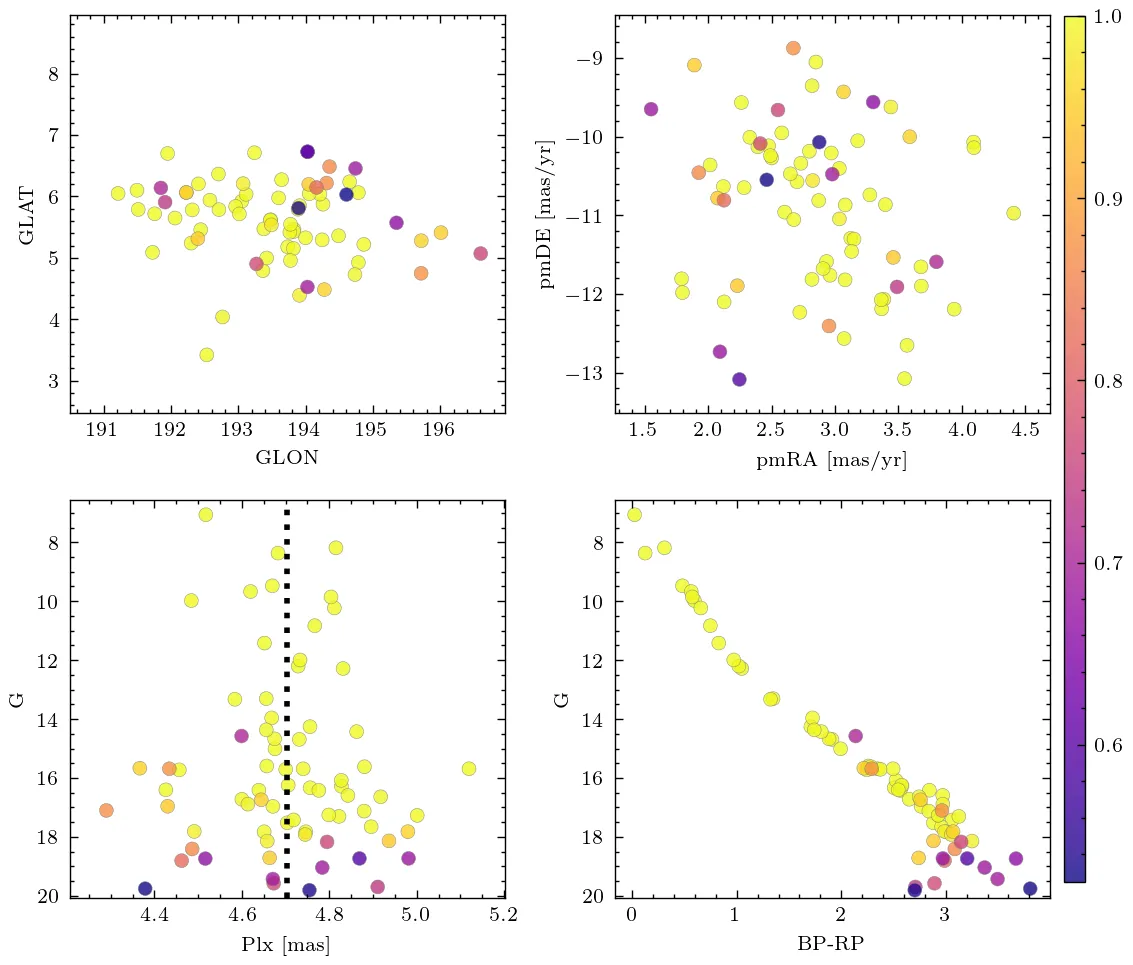 GLAT
8
7
6
5
4
3
191 192 193 194 195 196
GLON
pmDE [mas/yr]
−9
−10
−11
−12
−13
1.5 2.0 2.5 3.0 3.5 4.0 4.5
pmRA [mas/yr]
1.0
0.9
0.8
0.7
0.6
G
8
10
12
14
16
18
20
4.4 4.6 4.8 5.0 5.2
Plx [mas]
G
8
10
12
14
16
18
20
0 1 2 3
BP-RP